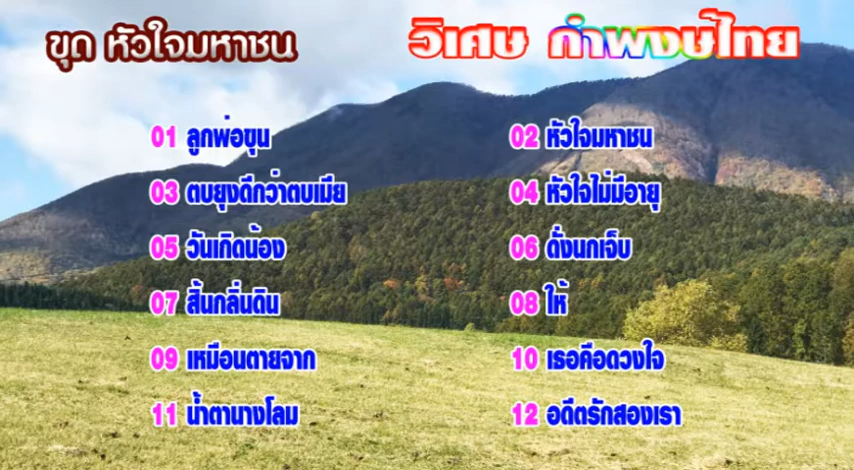 ชุด หัวใจมหาชน
วิเศษ กำพงษ์ไทย
01 ลูกพ่อขุน
02 หัวใจมหาชน
03 ตบยุงดีกว่าตบเมีย
04 หัวใจไม่มีอายุ
05 วันเกิดน้อง
06 ดั่งนกเจ็บ
07 สิ้นกลิ่นดิน
08 ให้
09 เหมือนตายจาก
10 เธอคือดวงใจ
11 น้ำตานางโลม
12 อดีตรักสองเรา